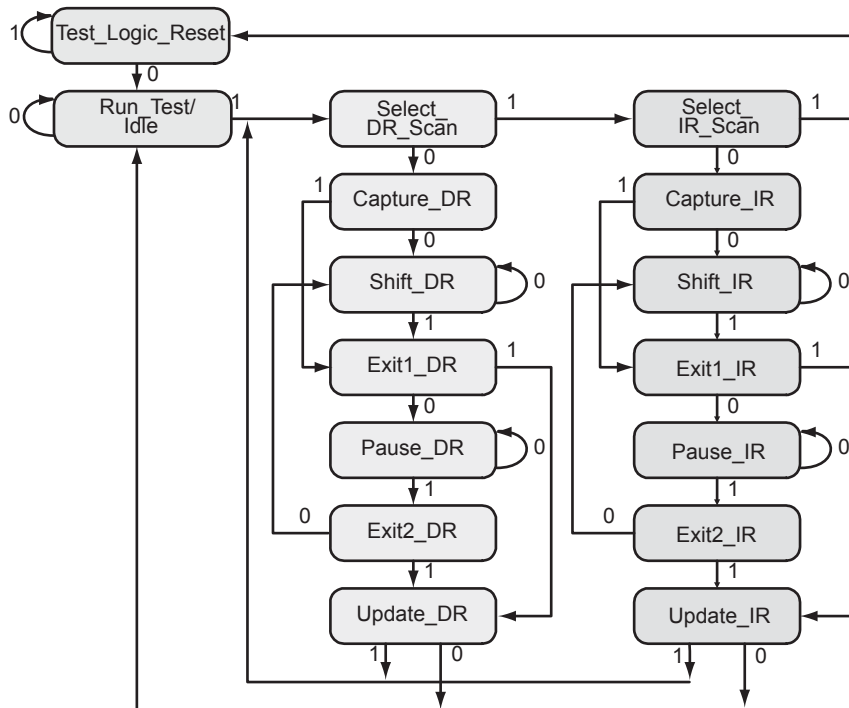 1
Test_Logic_Reset
0
0
Run_Test/
Idle
1
Select_
DR_Scan
1
Select_
IR_Scan
1
0
0
1
Capture_DR
1
Capture_IR
0
0
Shift_DR
0
Shift_IR
0
1
1
Exit1_DR
1
Exit1_IR
1
0
0
Pause_DR
0
Pause_IR
0
1
1
0
Exit2_DR
0
Exit2_IR
1
1
Update_DR
Update_IR
1
0
1
0